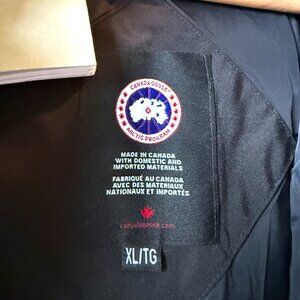 CANADA GOOSE
ARCTIC PROGRAM
MADE IN CANADA
WITH DOMESTIC AND
IMPORTED MATERIALS
FABRIQUÉ AU CANADA
AVEC DES MATERIAUX
NATIONAUX ET IMPORTÉS
canadagoose.com
XL/TG